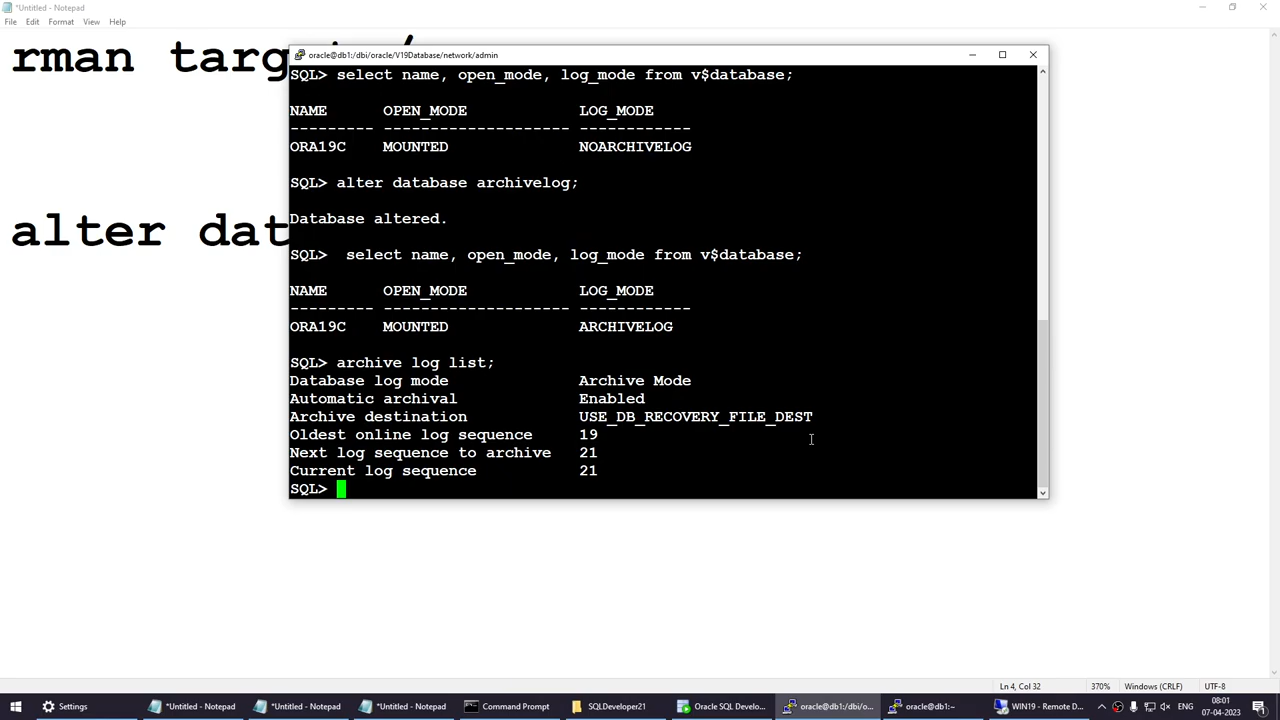 *Untitled - Notepad
File Edit Format View Help
rman target /
oracle@db1:/dbi/oracle/V19Database/network/admin
SQL> select name, open_mode, log_mode from v$database;
NAME OPEN_MODE LOG_MODE
--------- -------------------- ------------
ORA19C MOUNTED NOARCHIVELOG
SQL> alter database archivelog;
alter dat
Database altered.
SQL>  select name, open_mode, log_mode from v$database;
NAME OPEN_MODE LOG_MODE
--------- -------------------- ------------
ORA19C MOUNTED ARCHIVELOG
SQL> archive log list;
Database log mode Archive Mode
Automatic archival Enabled
Archive destination USE_DB_RECOVERY_FILE_DEST
Oldest online log sequence 19
Next log sequence to archive 21
Current log sequence 21
SQL>
Ln 4, Col 32 370% Windows (CRLF) UTF-8
Settings *Untitled - Notepad *Untitled - Notepad *Untitled - Notepad Command Prompt SQLDeveloper21 Oracle SQL Develo... oracle@db1:/dbi/o... oracle@db1:~ WIN19 - Remote D... ENG 08:01
07-04-2023